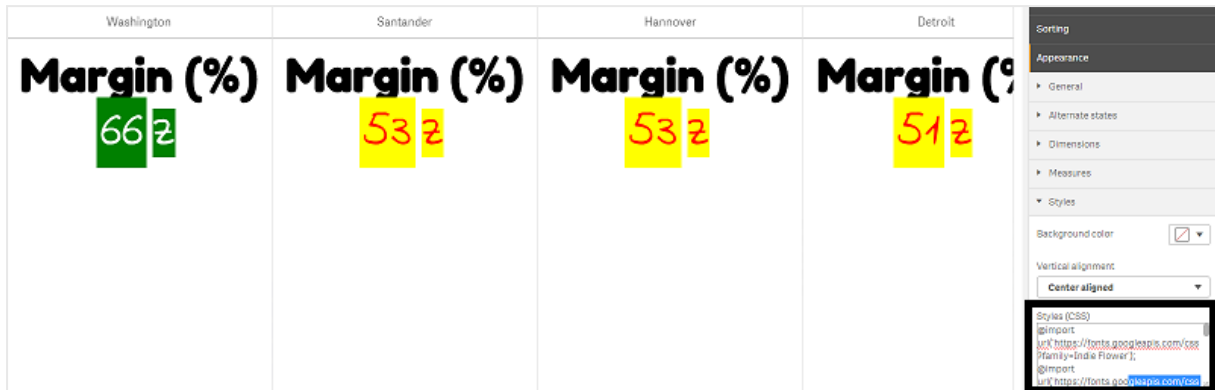 Washington Santander Hannover Detroit
Margin (%) Margin (%) Margin (%) Margin (%
66 z 53 z 53 z 51 z
Sorting
Appearance
General
Alternate states
Dimensions
Measures
Styles
Background color
Vertical alignment
Center aligned
Styles (CSS)
@import
url('https://fonts.googleapis.com/css
?family=Indie Flower');
@import
url('https://fonts.googleapis.com/css